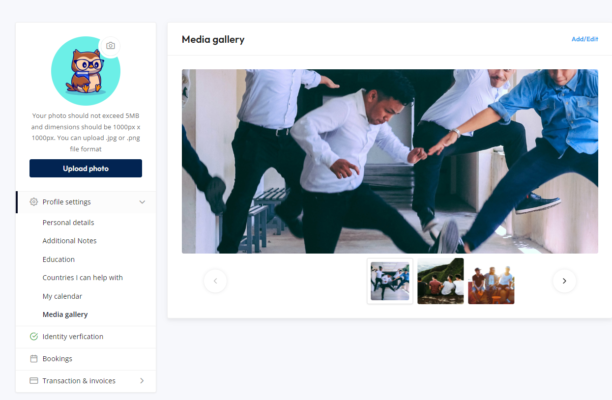 Media gallery
Add/Edit
Your photo should not exceed 5MB
and dimensions should be 1000px x
1000px. You can upload .jpg or .png
file format
Upload photo
Profile settings
Personal details
Additional Notes
Education
Countries I can help with
My calendar
Media gallery
Identity verfication
Bookings
Transaction & invoices